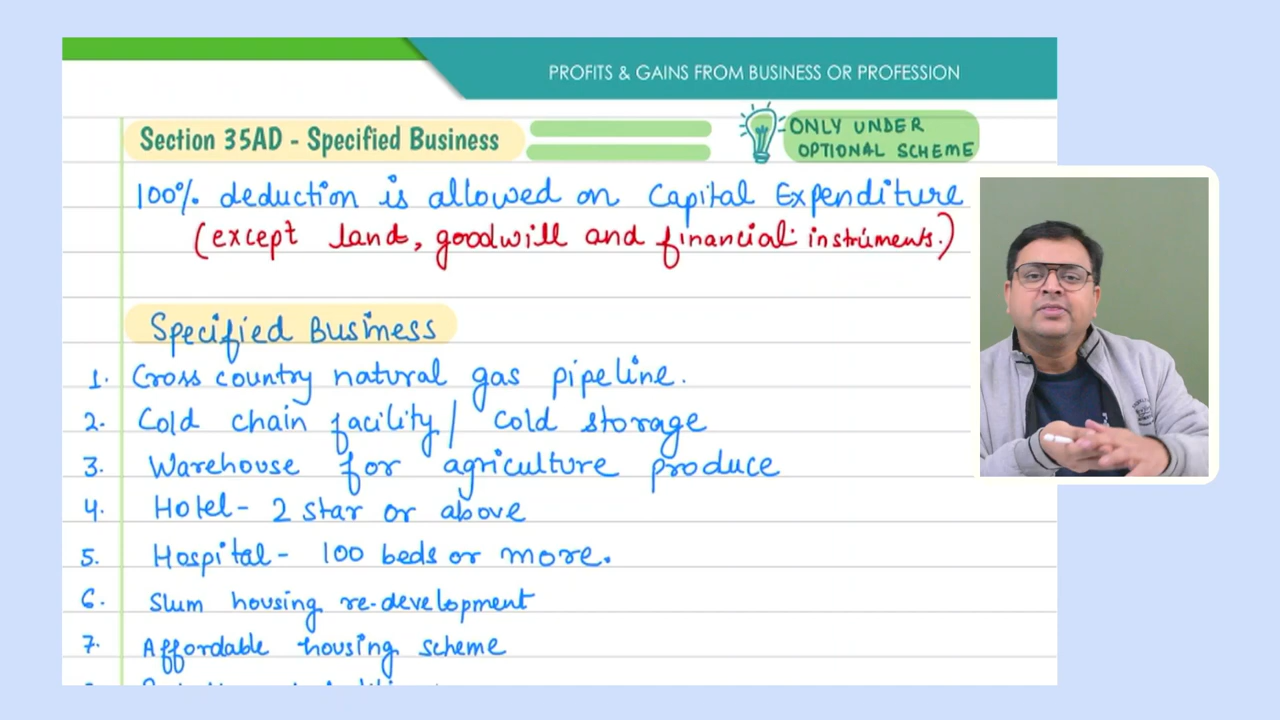 PROFITS & GAINS FROM BUSINESS OR PROFESSION
Section 35AD - Specified Business
ONLY UNDER
OPTIONAL SCHEME
100% deduction is allowed on Capital Expenditure
(except land, goodwill and financial instruments.)
Specified Business
1. Cross country natural gas pipeline.
2. Cold chain facility/ Cold storage
3. Warehouse for agriculture produce
4. Hotel- 2 star or above
5. Hospital- 100 beds or more.
6. Slum housing re-development
7. Affordable housing scheme